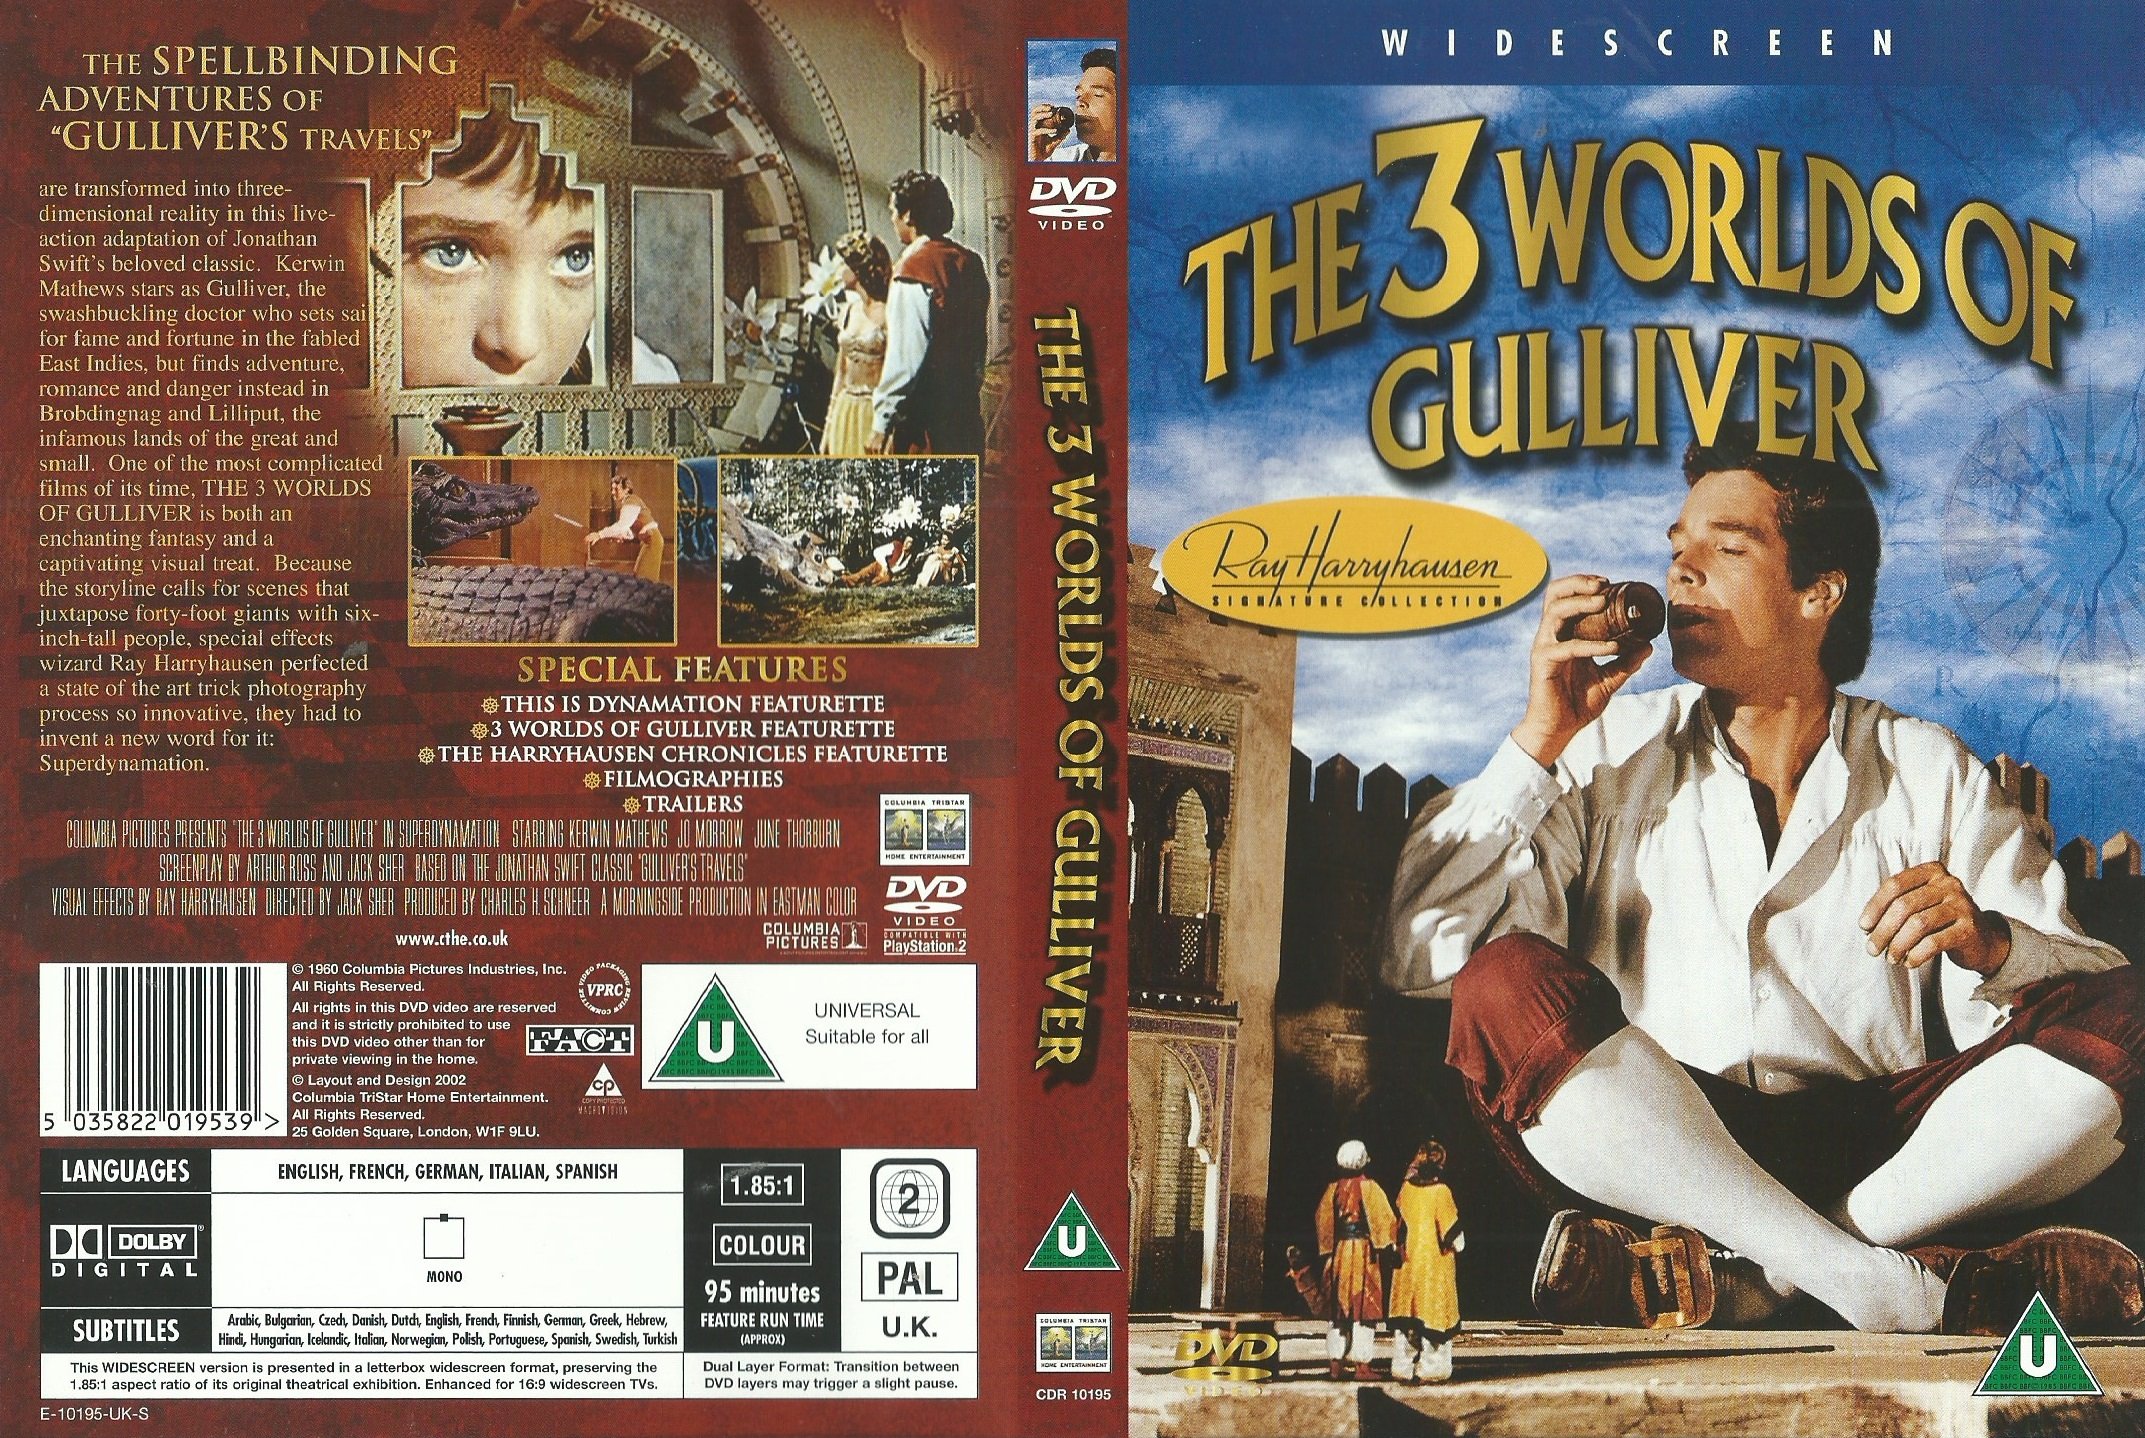 THE SPELLBINDING
ADVENTURES OF
"GULLIVER'S TRAVELS"
are transformed into three-
dimensional reality in this live-
action adaptation of Jonathan
Swift's beloved classic. Kerwin
Mathews stars as Gulliver, the
swashbuckling doctor who sets sai
for fame and fortune in the fabled
East Indies, but finds adventure,
romance and danger instead in
Brobdingnag and Lilliput, the
infamous lands of the great and
small. One of the most complicated
films of its time, THE 3 WORLDS
OF GULLIVER is both an
enchanting fantasy and a
captivating visual treat. Because
the storyline calls for scenes that
juxtapose forty-foot giants with six-
inch-tall people, special effects
wizard Ray Harryhausen perfected
a state of the art trick photography
process so innovative, they had to
invent a new word for it:
Superdynamation.
SPECIAL FEATURES
THIS IS DYNAMATION FEATURETTE
3 WORLDS OF GULLIVER FEATURETTE
THE HARRYHAUSEN CHRONICLES FEATURETTE
FILMOGRAPHIES
TRAILERS
COLUMBIA PICTURES PRESENTS "THE 3 WORLDS OF GULLIVER" IN SUPERDYNAMATION STARRING KERWIN MATHEWS JO MORROW JUNE THORBURN
SCREENPLAY BY ARTHUR ROSS AND JACK SHER BASED ON THE JONATHAN SWIFT CLASSIC "GULLIVER'S TRAVELS"
VISUAL EFFECTS BY RAY HARRYHAUSEN DIRECTED BY JACK SHER PRODUCED BY CHARLES H. SCHNEER A MORNINGSIDE PRODUCTION IN EASTMAN COLOR
www.cthe.co.uk
COLUMBIA
PICTURES
COLUMBIA TRISTAR
HOME ENTERTAINMENT
DVD
VIDEO
COMPATIBLE WITH
PlayStation.2
5 035822 019539 >
© 1960 Columbia Pictures Industries, Inc.
All Rights Reserved.
All rights in this DVD video are reserved
and it is strictly prohibited to use
this DVD video other than for
private viewing in the home.
© Layout and Design 2002
Columbia TriStar Home Entertainment.
All Rights Reserved.
25 Golden Square, London, W1F 9LU.
VIDEO PACKAGING REVIEW COMMITTEE
VPRC
FACT
cp
COPY PROTECTED
MACROVISION
U
UNIVERSAL
Suitable for all
LANGUAGES
ENGLISH, FRENCH, GERMAN, ITALIAN, SPANISH
DOLBY
DIGITAL
MONO
SUBTITLES
Arabic, Bulgarian, Czech, Danish, Dutch, English, French, Finnish, German, Greek, Hebrew,
Hindi, Hungarian, Icelandic, Italian, Norwegian, Polish, Portuguese, Spanish, Swedish, Turkish
1.85:1
COLOUR
95 minutes
FEATURE RUN TIME
(APPROX)
2
PAL
U.K.
This WIDESCREEN version is presented in a letterbox widescreen format, preserving the
1.85:1 aspect ratio of its original theatrical exhibition. Enhanced for 16:9 widescreen TVs.
Dual Layer Format: Transition between
DVD layers may trigger a slight pause.
E-10195-UK-S
DVD
VIDEO
THE 3 WORLDS OF GULLIVER
U
COLUMBIA TRISTAR
HOME ENTERTAINMENT
CDR 10195
WIDESCREEN
THE 3 WORLDS OF
GULLIVER
Ray Harryhausen
SIGNATURE COLLECTION
DVD
VIDEO
U